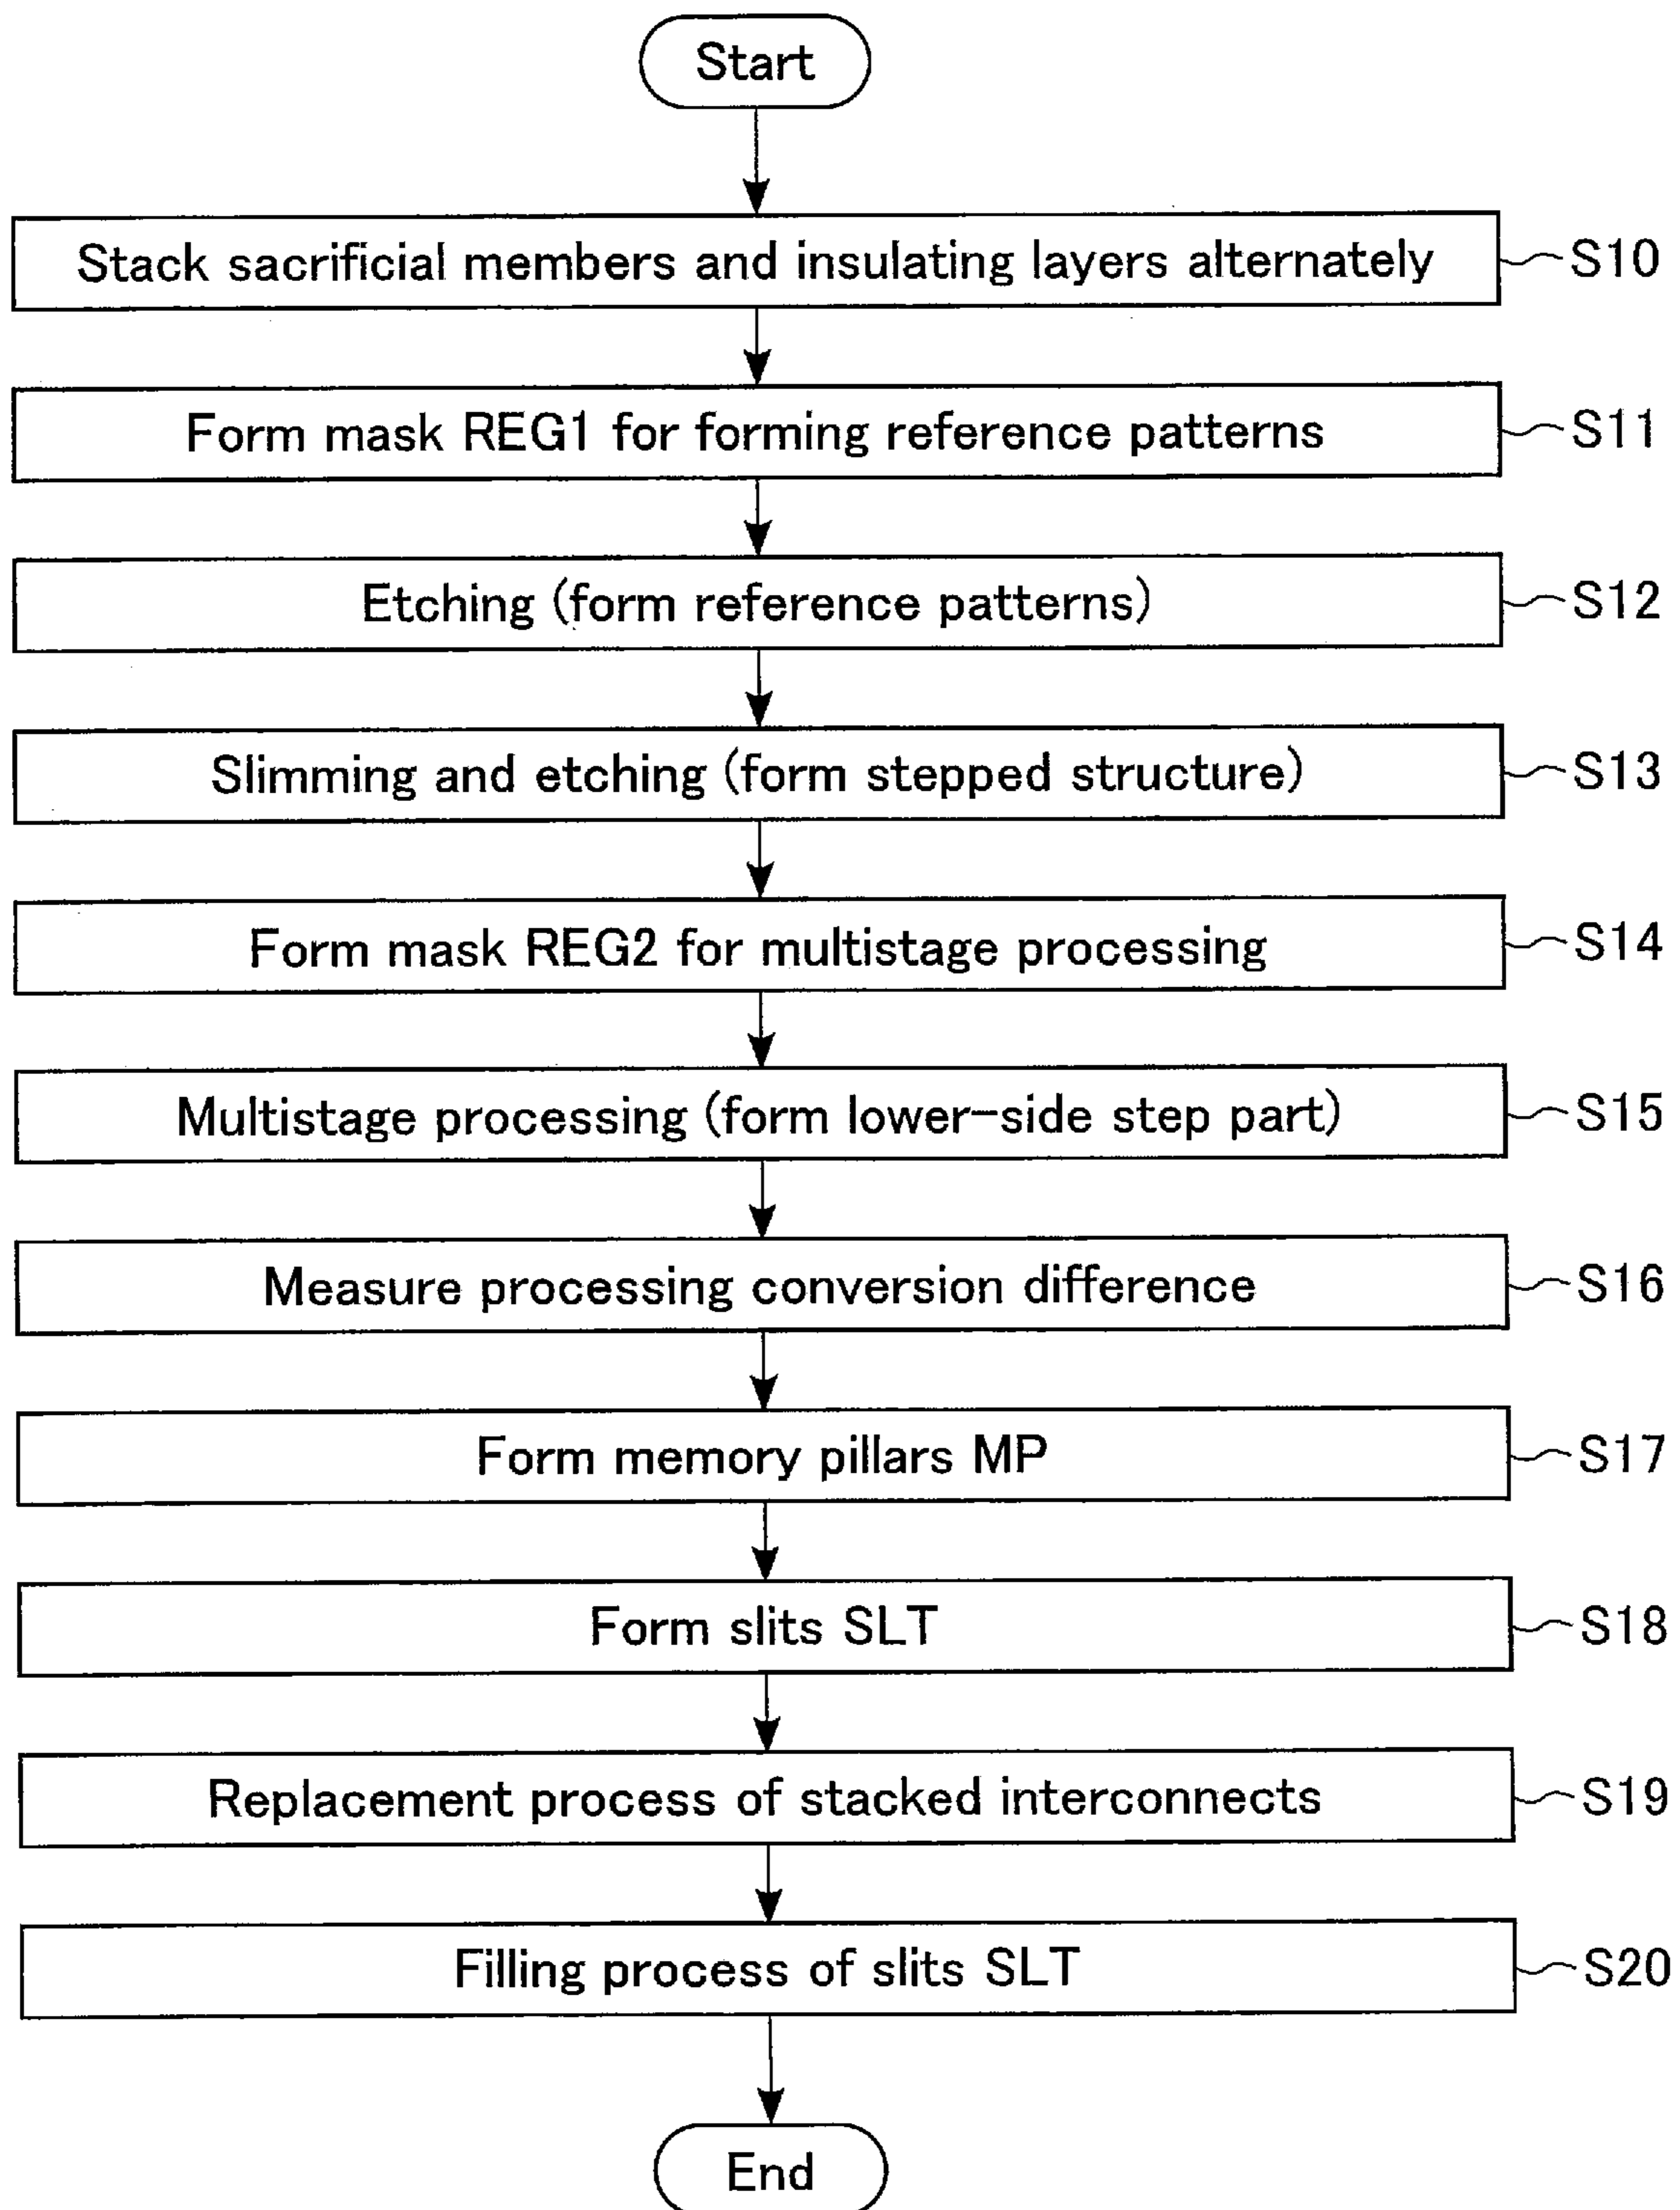 Start
Stack sacrificial members and insulating layers alternately S10
Form mask REG1 for forming reference patterns S11
Etching (form reference patterns) S12
Slimming and etching (form stepped structure) S13
Form mask REG2 for multistage processing S14
Multistage processing (form lower-side step part) S15
Measure processing conversion difference S16
Form memory pillars MP S17
Form slits SLT S18
Replacement process of stacked interconnects S19
Filling process of slits SLT S20
End